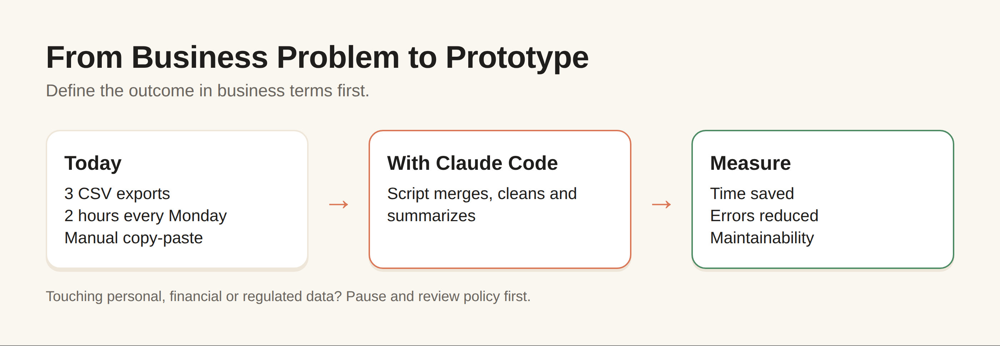 From Business Problem to Prototype
Define the outcome in business terms first.
Today
3 CSV exports
2 hours every Monday
Manual copy-paste
→
With Claude Code
Script merges, cleans and
summarizes
→
Measure
Time saved
Errors reduced
Maintainability
Touching personal, financial or regulated data? Pause and review policy first.